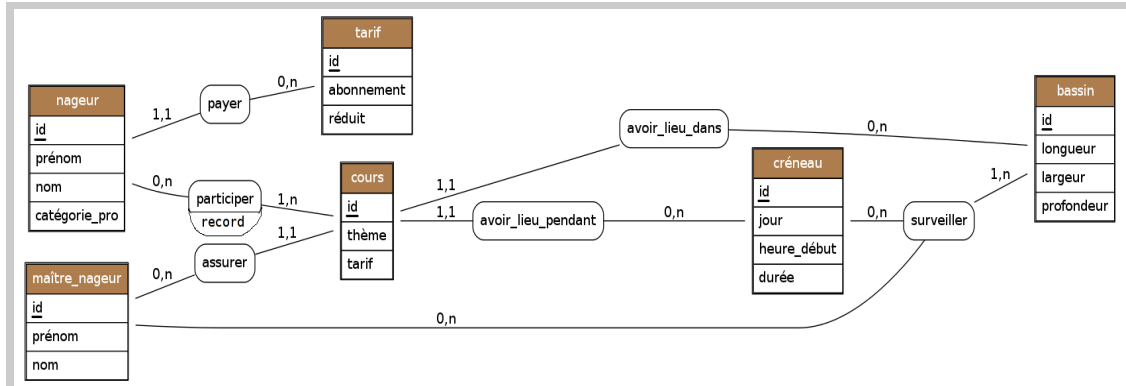 tarif
id
abonnement
réduit
0,n
payer
1,1
nageur
id
prénom
nom
catégorie_pro
0,n
participer
record
1,n
cours
id
thème
tarif
1,1
assurer
0,n
maître_nageur
id
prénom
nom
1,1
avoir_lieu_dans
0,n
1,1
avoir_lieu_pendant
0,n
créneau
id
jour
heure_début
durée
0,n
surveiller
1,n
bassin
id
longueur
largeur
profondeur
0,n